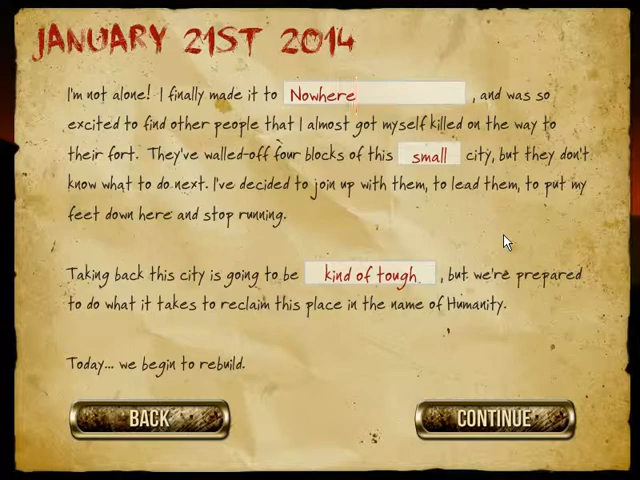 JANUARY 21ST 2014
I'm not alone! I finally made it to Nowhere, and was so
excited to find other people that I almost got myself killed on the way to
their fort. They've walled-off four blocks of this small city, but they don't
know what to do next. I've decided to join up with them, to lead them, to put my
feet down here and stop running.
Taking back this city is going to be kind of tough, but we're prepared
to do what it takes to reclaim this place in the name of Humanity.
Today... we begin to rebuild.
BACK CONTINUE